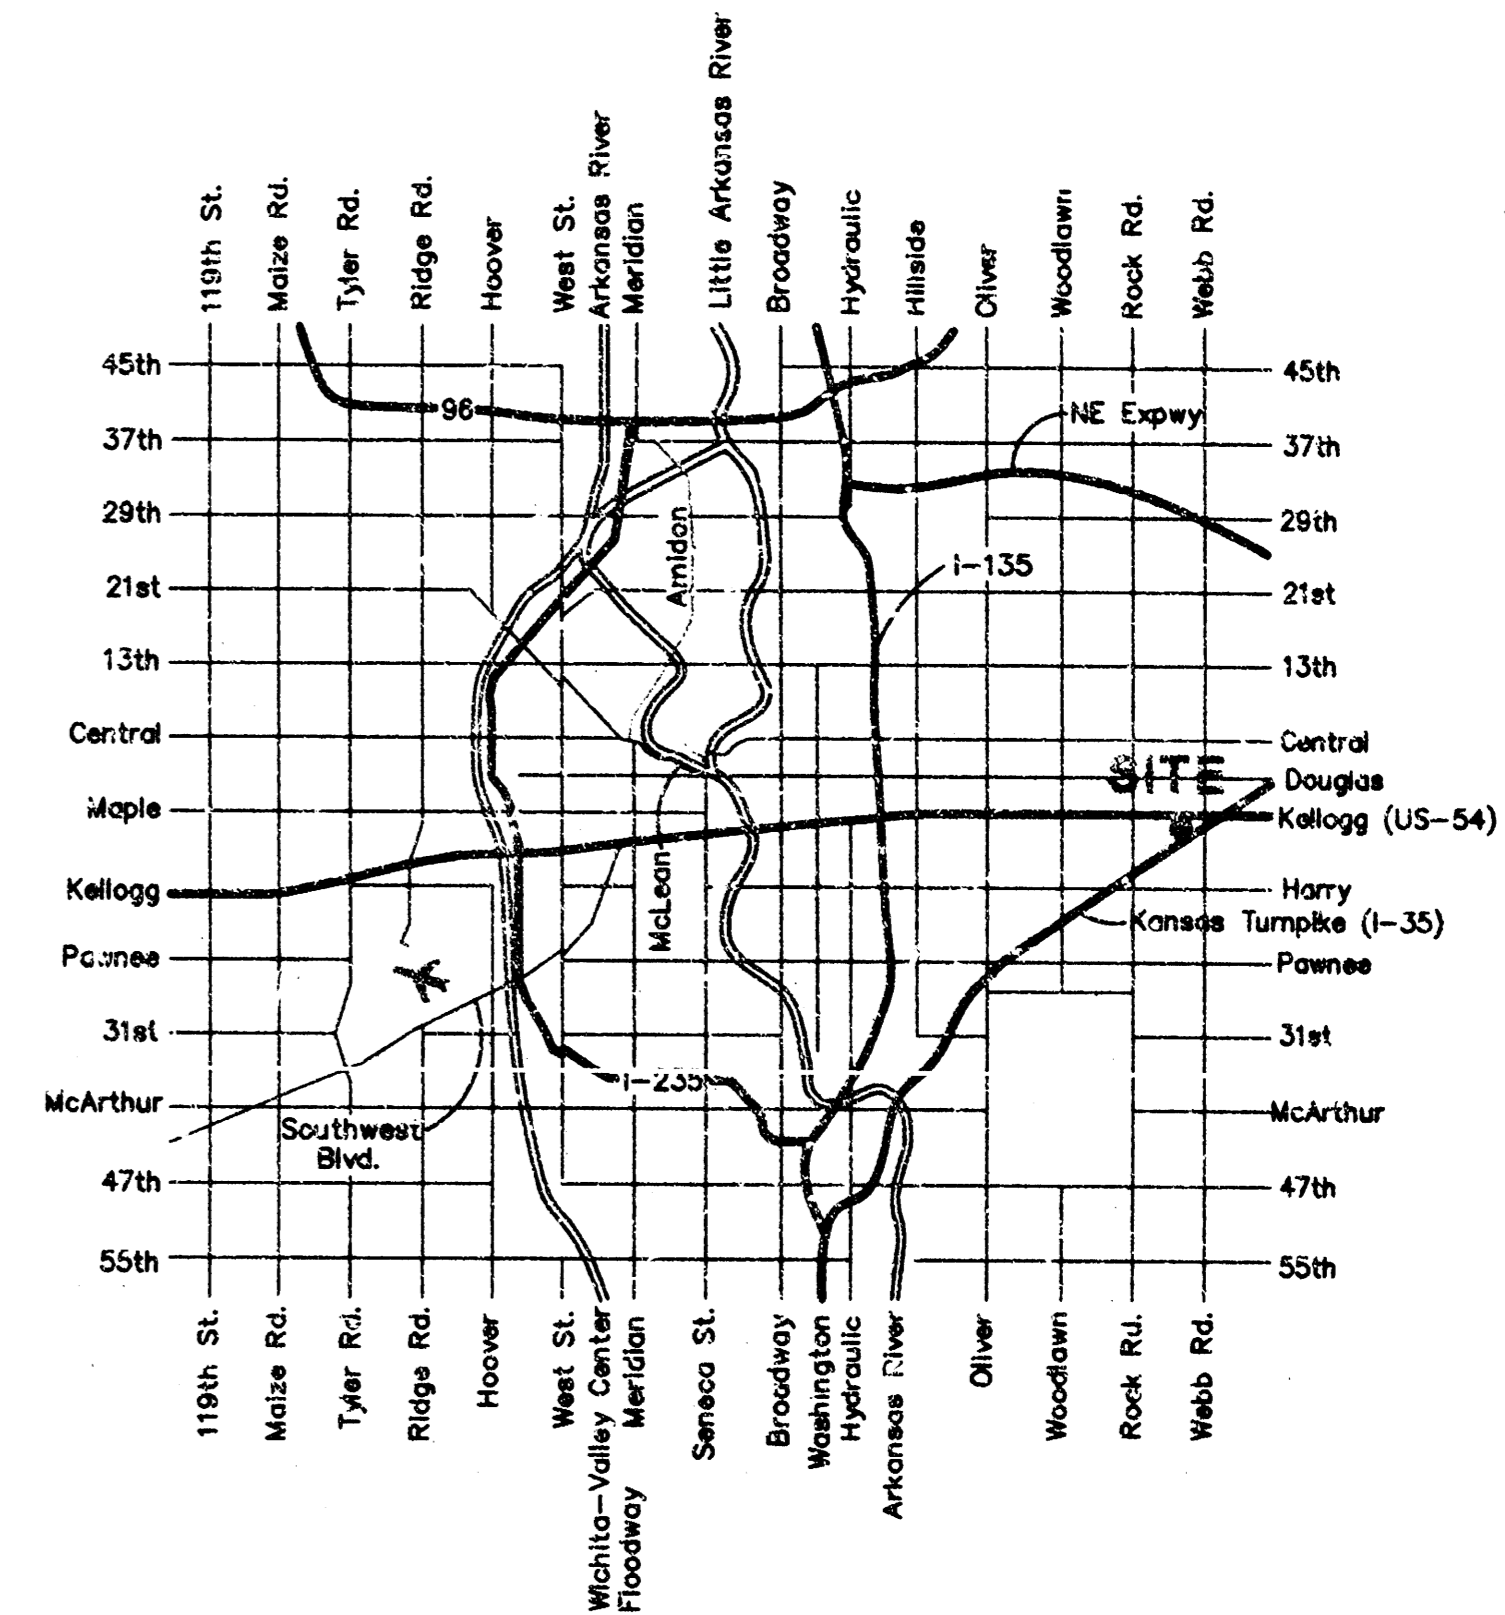 119th St.
Maize Rd.
Tyler Rd.
Ridge Rd.
Hoover
West St.
Arkansas River
Meridian
Little Arkansas River
Broadway
Hydraulic
Hillside
Oliver
Woodlawn
Rock Rd.
Webb Rd.
45th
45th
96
NE Expwy
37th
37th
29th
29th
Amidon
I-135
21st
21st
13th
13th
Central
Central
SITE
Douglas
Maple
Kellogg (US-54)
Kellogg
McLean
Harry
Kansas Turnpike (I-35)
Pawnee
Pawnee
31st
31st
I-235
McArthur
McArthur
Southwest
Blvd.
47th
47th
55th
55th
119th St.
Maize Rd.
Tyler Rd.
Ridge Rd.
Hoover
West St.
Wichita-Valley Center
Floodway
Meridian
Seneca St.
Broadway
Washington
Hydraulic
Arkansas River
Oliver
Woodlawn
Rock Rd.
Webb Rd.